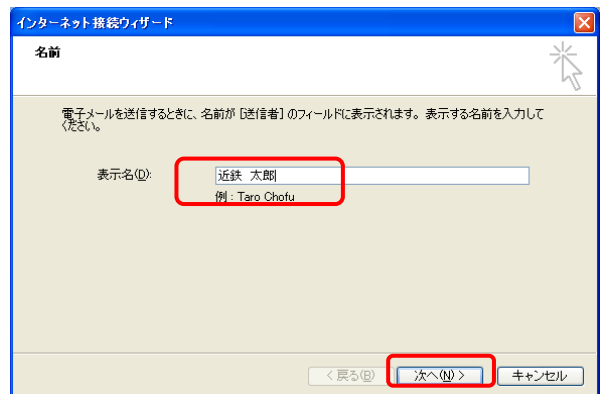 インターネット接続ウィザード
名前
電子メールを送信するときに、名前が [送信者] のフィールドに表示されます。表示する名前を入力して
ください。
表示名(D): 近鉄 太郎
例 : Taro Chofu
< 戻る(B) 次へ(N) > キャンセル